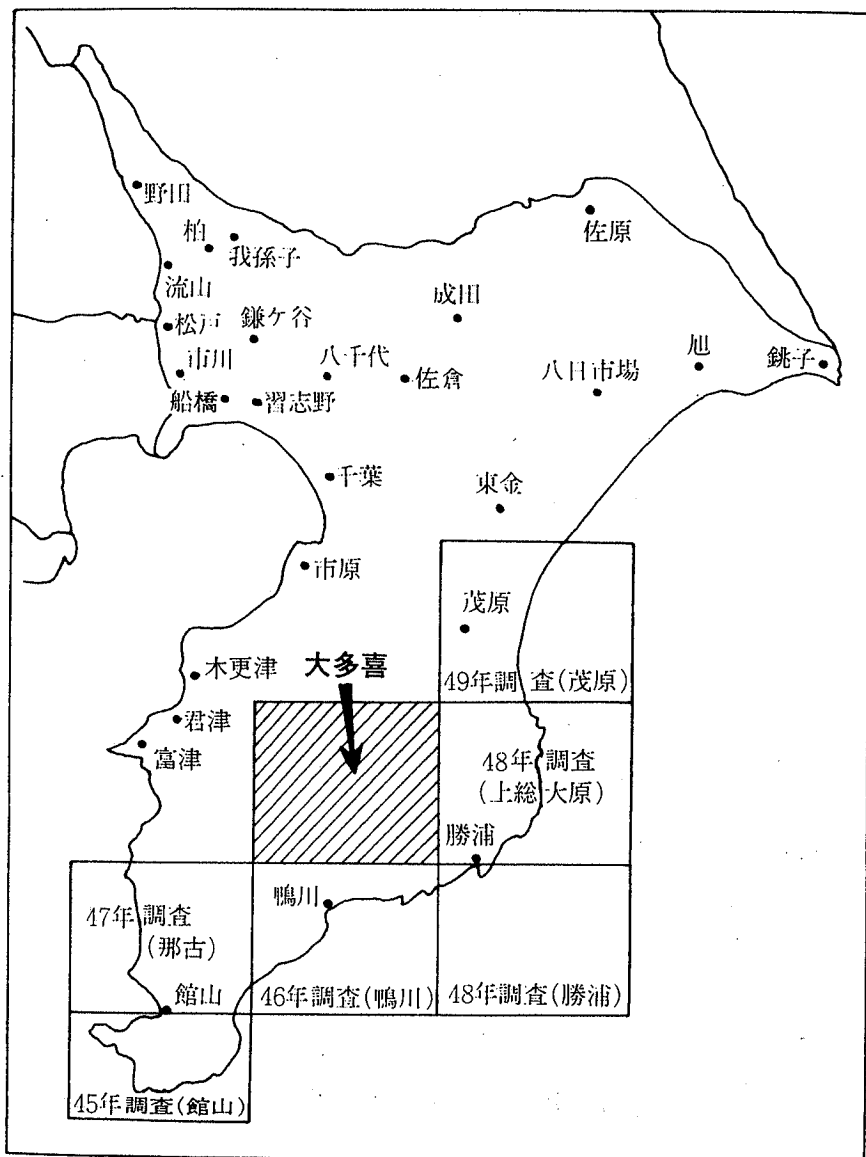 野田
柏
我孫子
佐原
流山
成田
松戸
鎌ケ谷
市川
八千代
佐倉
八日市場
旭
銚子
船橋
習志野
千葉
東金
市原
茂原
木更津
大多喜
49年調査(茂原)
君津
富津
48年調査
(上総大原)
勝浦
鴨川
47年調査
(那古)
館山
46年調査(鴨川)
48年調査(勝浦)
45年調査(館山)